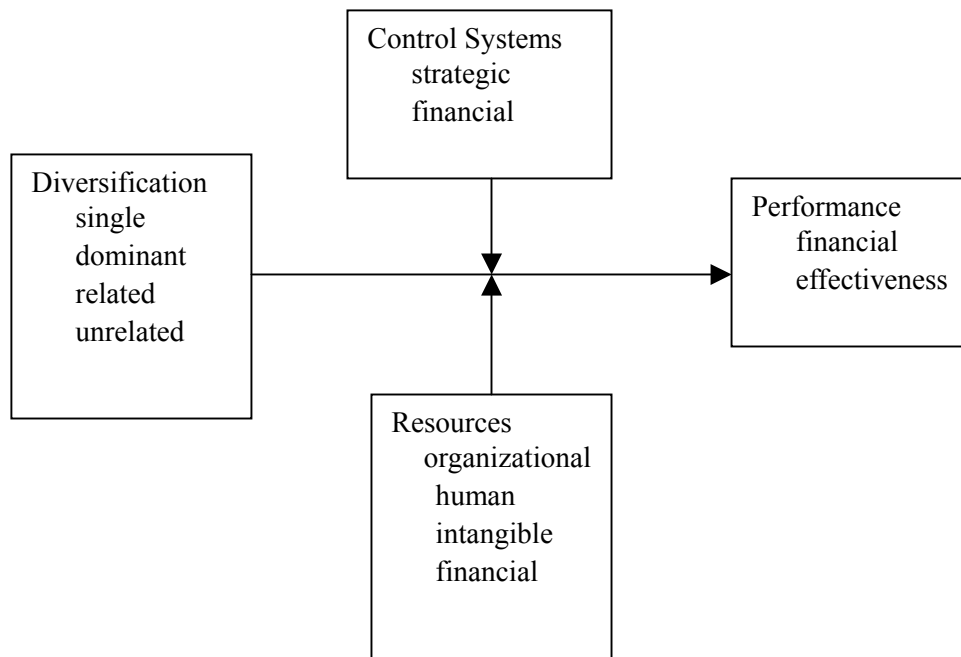 Control Systems
strategic
financial
Diversification
single
dominant
related
unrelated
Performance
financial
effectiveness
Resources
organizational
human
intangible
financial